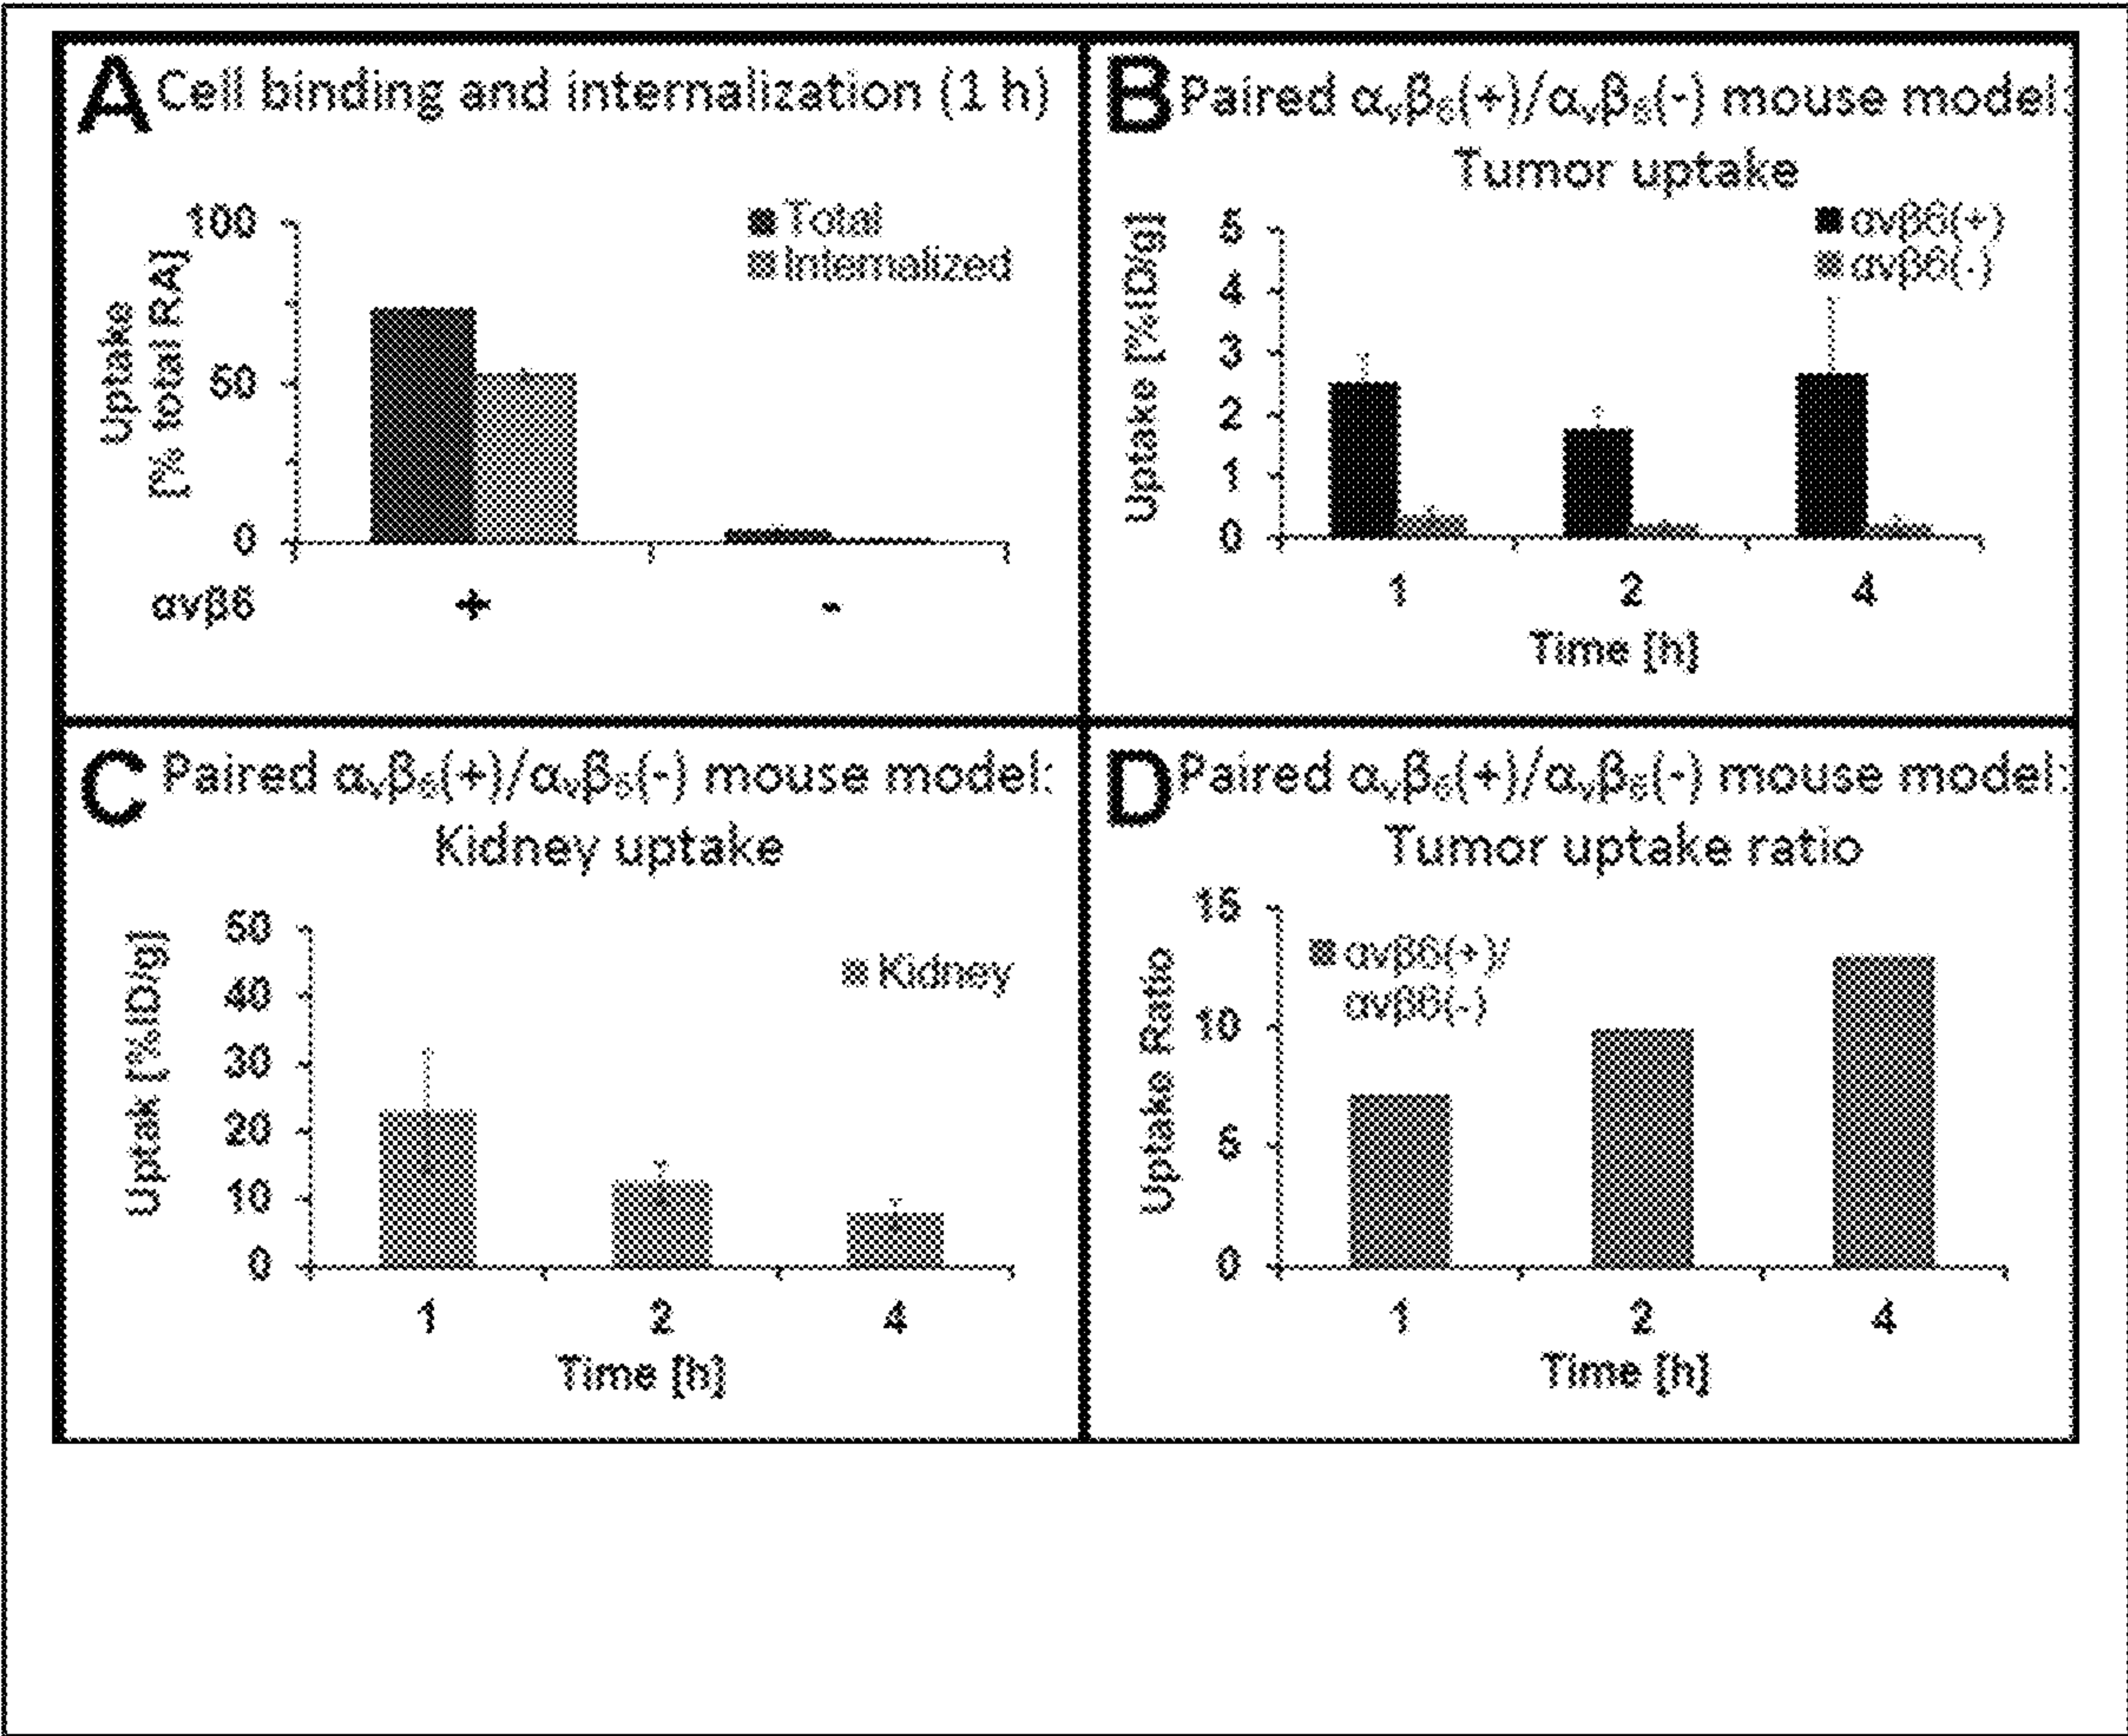 A Cell binding and internalization (1 h)
100
50
0
Uptake
[% total RA]
Total
Internalized
αvβ6
+
-
B Paired αvβ6(+)/αvβ6(-) mouse model:
Tumor uptake
Uptake [%ID/g]
5
4
3
2
1
0
αvβ6(+)
αvβ6(-)
1 2 4
Time [h]
C Paired αvβ6(+)/αvβ6(-) mouse model:
Kidney uptake
Uptak [%ID/g]
50
40
30
20
10
0
Kidney
1 2 4
Time [h]
D Paired αvβ6(+)/αvβ6(-) mouse model:
Tumor uptake ratio
Uptake Ratio
15
10
5
0
αvβ6(+)/
αvβ6(-)
1 2 4
Time [h]